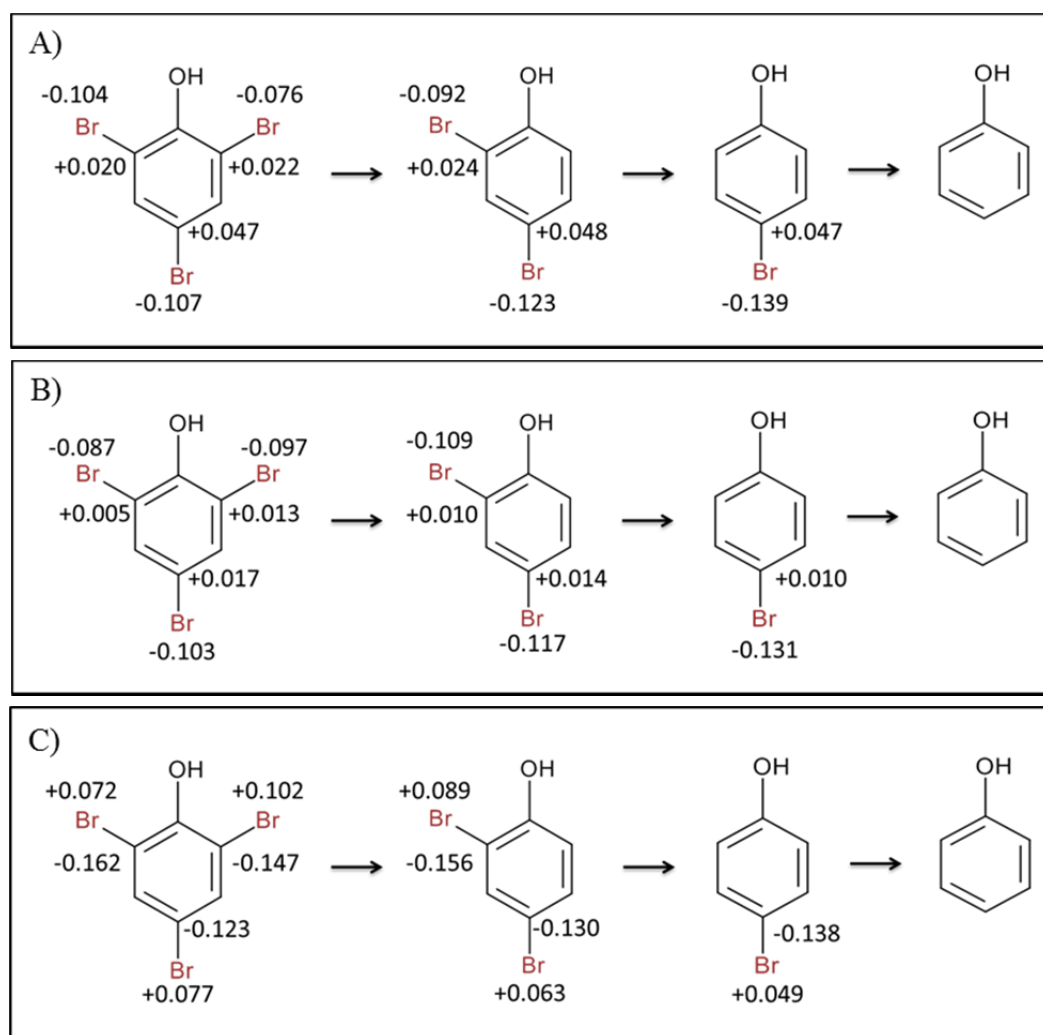 A)
OH OH OH OH
-0.104 -0.076 -0.092
Br Br Br
+0.020 +0.022 +0.024
+0.047 +0.048 +0.047
Br Br Br
-0.107 -0.123 -0.139
B)
OH OH OH OH
-0.087 -0.097 -0.109
Br Br Br
+0.005 +0.013 +0.010
+0.017 +0.014 +0.010
Br Br Br
-0.103 -0.117 -0.131
C)
OH OH OH OH
+0.072 +0.102 +0.089
Br Br Br
-0.162 -0.147 -0.156
-0.123 -0.130 -0.138
Br Br Br
+0.077 +0.063 +0.049